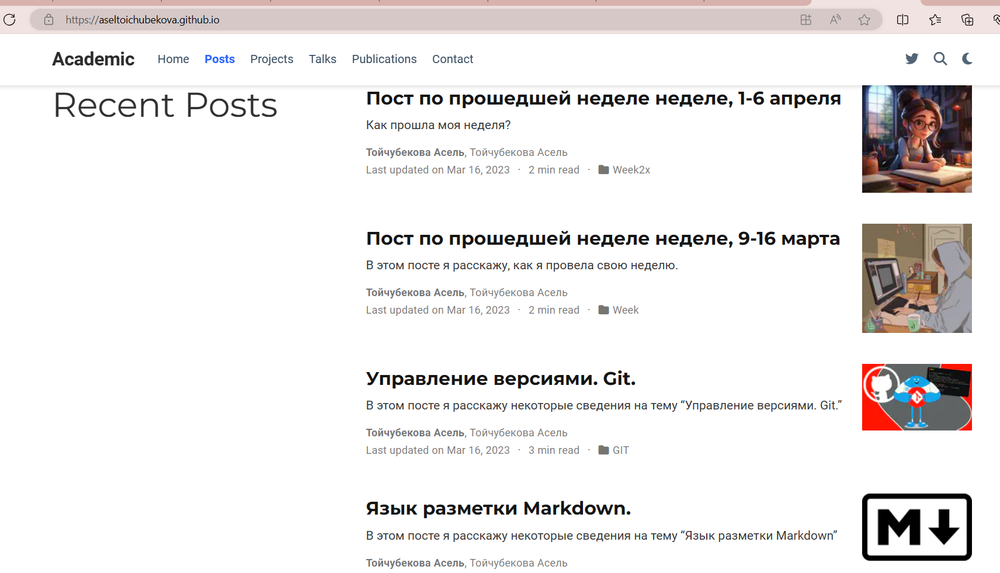 https://aseltoichubekova.github.io
Academic Home Posts Projects Talks Publications Contact
Recent Posts
Пост по прошедшей неделе неделе, 1-6 апреля
Как прошла моя неделя?
Тойчубекова Асель, Тойчубекова Асель
Last updated on Mar 16, 2023 · 2 min read · Week2x
Пост по прошедшей неделе неделе, 9-16 марта
В этом посте я расскажу, как я провела свою неделю.
Тойчубекова Асель, Тойчубекова Асель
Last updated on Mar 16, 2023 · 2 min read · Week
Управление версиями. Git.
В этом посте я расскажу некоторые сведения на тему “Управление версиями. Git.”
Тойчубекова Асель, Тойчубекова Асель
Last updated on Mar 16, 2023 · 3 min read · GIT
Язык разметки Markdown.
В этом посте я расскажу некоторые сведения на тему “Язык разметки Markdown”
Тойчубекова Асель, Тойчубекова Асель
M